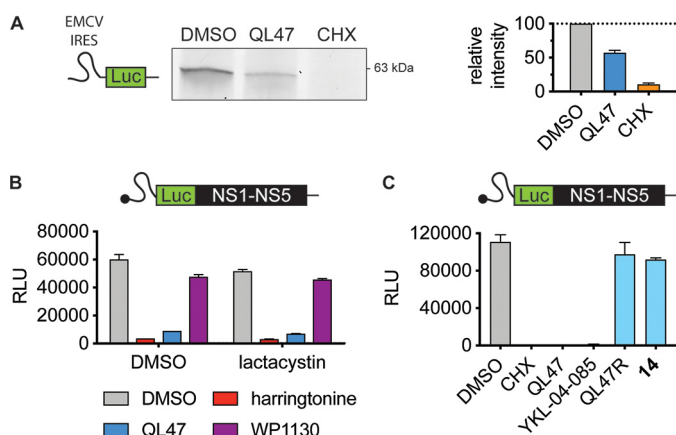 A
EMCV
IRES
Luc
DMSO QL47 CHX
63 kDa
relative
intensity
100
50
0
DMSO
QL47
CHX
B
Luc NS1-NS5
RLU
80000
60000
40000
20000
0
DMSO lactacystin
DMSO harringtonine
QL47 WP1130
C
Luc NS1-NS5
RLU
120000
80000
40000
0
DMSO
CHX
QL47
YKL-04-085
QL47R
14